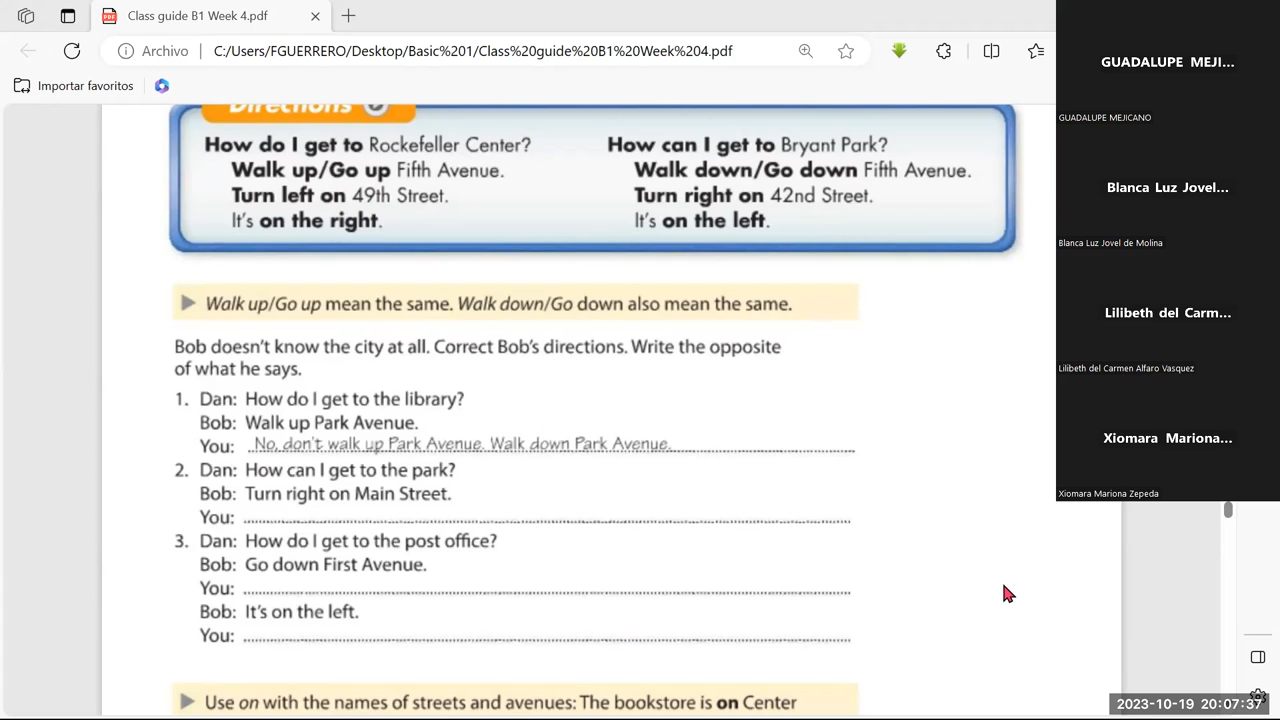 Class guide B1 Week 4.pdf
Archivo C:/Users/FGUERRERO/Desktop/Basic%201/Class%20guide%20B1%20Week%204.pdf
Importar favoritos
Directions
How do I get to Rockefeller Center?
Walk up/Go up Fifth Avenue.
Turn left on 49th Street.
It's on the right.
How can I get to Bryant Park?
Walk down/Go down Fifth Avenue.
Turn right on 42nd Street.
It's on the left.
Walk up/Go up mean the same. Walk down/Go down also mean the same.
Bob doesn't know the city at all. Correct Bob's directions. Write the opposite
of what he says.
1. Dan: How do I get to the library?
Bob: Walk up Park Avenue.
You: No, don't walk up Park Avenue. Walk down Park Avenue.
2. Dan: How can I get to the park?
Bob: Turn right on Main Street.
You:
3. Dan: How do I get to the post office?
Bob: Go down First Avenue.
You:
Bob: It's on the left.
You:
Use on with the names of streets and avenues: The bookstore is on Center
GUADALUPE MEJI...
GUADALUPE MEJICANO
Blanca Luz Jovel...
Blanca Luz Jovel de Molina
Lilibeth del Carm...
Lilibeth del Carmen Alfaro Vasquez
Xiomara Mariona...
Xiomara Mariona Zepeda
2023-10-19 20:07:37